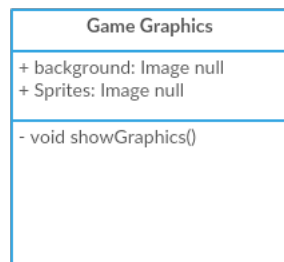 Game Graphics
+ background: Image null
+ Sprites: Image null
- void showGraphics()